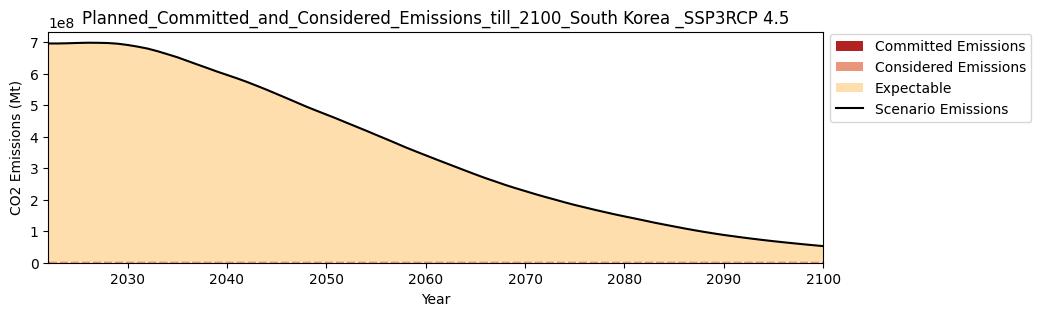 Planned_Committed_and_Considered_Emissions_till_2100_South Korea _SSP3RCP 4.5
1e8
7
6
5
4
3
2
1
0
CO2 Emissions (Mt)
2030 2040 2050 2060 2070 2080 2090 2100
Year
Committed Emissions
Considered Emissions
Expectable
Scenario Emissions